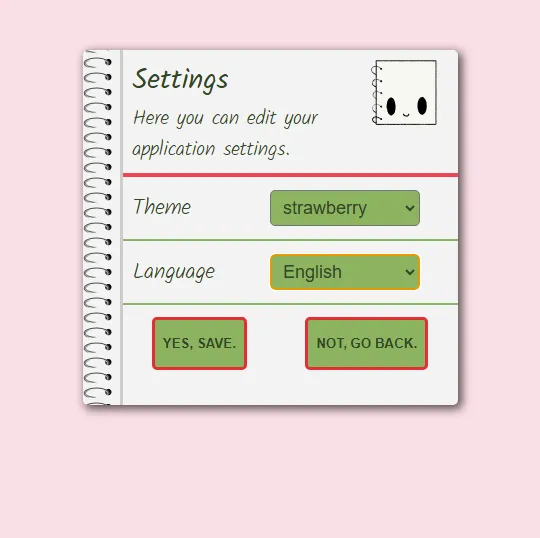 Settings
Here you can edit your
application settings.
Theme
strawberry
Language
English
YES, SAVE.
NOT, GO BACK.